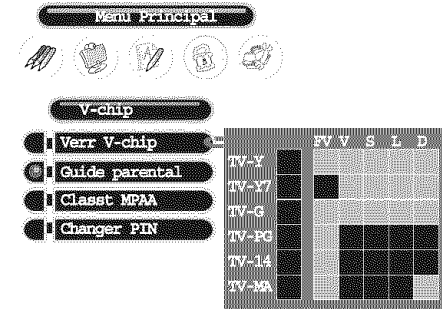 Menu Principal
V-chip
Verr V-chip
Guide parental
Classt MPAA
Changer PIN
FV V S L D
TV-Y
TV-Y7
TV-G
TV-PG
TV-14
TV-MA